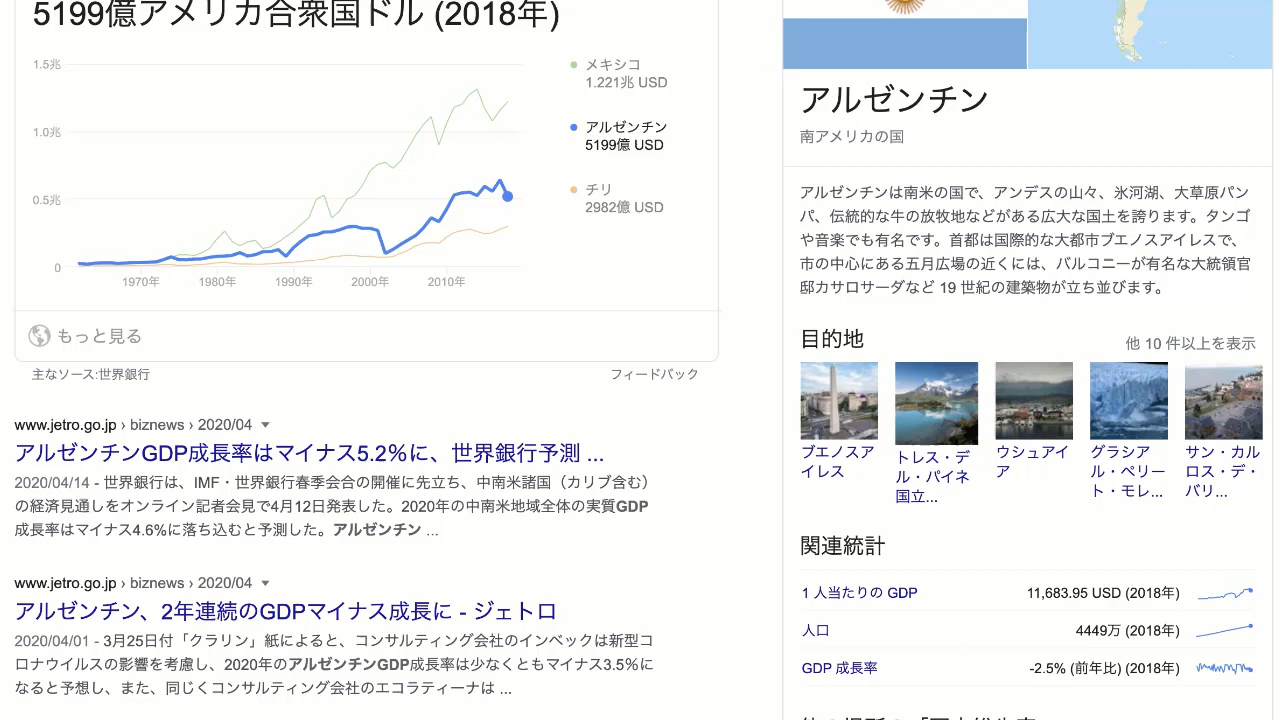 5199億アメリカ合衆国ドル (2018年)
1.5兆
1.0兆
0.5兆
0
1970年
1980年
1990年
2000年
2010年
メキシコ
1.221兆 USD
アルゼンチン
5199億 USD
チリ
2982億 USD
もっと見る
主なソース:世界銀行
フィードバック
www.jetro.go.jp › biznews › 2020/04
アルゼンチンGDP成長率はマイナス5.2%に、世界銀行予測 ...
2020/04/14 - 世界銀行は、IMF・世界銀行春季会合の開催に先立ち、中南米諸国（カリブ含む）
の経済見通しをオンライン記者会見で4月12日発表した。2020年の中南米地域全体の実質GDP
成長率はマイナス4.6%に落ち込むと予測した。アルゼンチン ...
www.jetro.go.jp › biznews › 2020/04
アルゼンチン、2年連続のGDPマイナス成長に - ジェトロ
2020/04/01 - 3月25日付「クラリン」紙によると、コンサルティング会社のインベックは新型コ
ロナウイルスの影響を考慮し、2020年のアルゼンチンGDP成長率は少なくともマイナス3.5%に
なると予想し、また、同じくコンサルティング会社のエコラティーナは ...
アルゼンチン
南アメリカの国
アルゼンチンは南米の国で、アンデスの山々、氷河湖、大草原パン
パ、伝統的な牛の放牧地などがある広大な国土を誇ります。タンゴ
や音楽でも有名です。首都は国際的な大都市ブエノスアイレスで、
市の中心にある五月広場の近くには、バルコニーが有名な大統領官
邸カサロサーダなど 19 世紀の建築物が立ち並びます。
目的地
他 10 件以上を表示
ブエノスア
イレス
トレス・デ
ル・パイネ
国立...
ウシュアイ
ア
グラシア
ル・ペリー
ト・モレ...
サン・カル
ロス・デ・
バリ...
関連統計
1 人当たりの GDP
11,683.95 USD (2018年)
人口
4449万 (2018年)
GDP 成長率
-2.5% (前年比) (2018年)